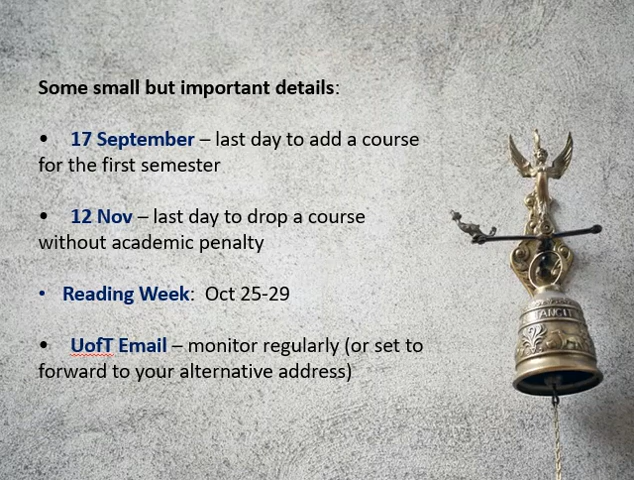 Some small but important details:
• 17 September – last day to add a course
for the first semester
• 12 Nov – last day to drop a course
without academic penalty
• Reading Week: Oct 25-29
• UofT Email – monitor regularly (or set to
forward to your alternative address)